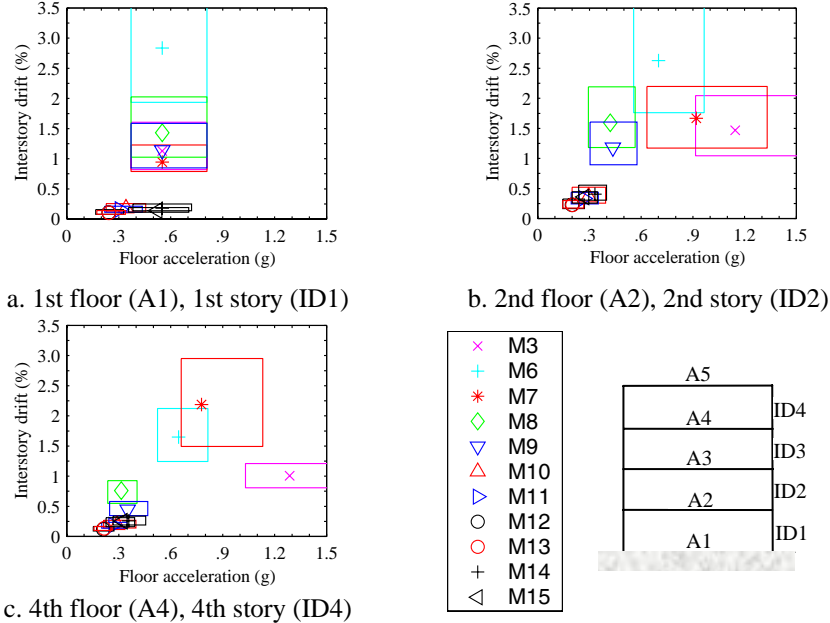 3.5
3
2.5
2
1.5
1
0.5
0
Interstory drift (%)
0 .3 .6 .9 1.2 1.5
Floor acceleration (g)
a. 1st floor (A1), 1st story (ID1)
3.5
3
2.5
2
1.5
1
0.5
0
Interstory drift (%)
0 .3 .6 .9 1.2 1.5
Floor acceleration (g)
b. 2nd floor (A2), 2nd story (ID2)
3.5
3
2.5
2
1.5
1
0.5
0
Interstory drift (%)
0 .3 .6 .9 1.2 1.5
Floor acceleration (g)
c. 4th floor (A4), 4th story (ID4)
M3
M6
M7
M8
M9
M10
M11
M12
M13
M14
M15
A5
A4 ID4
A3 ID3
A2 ID2
A1 ID1